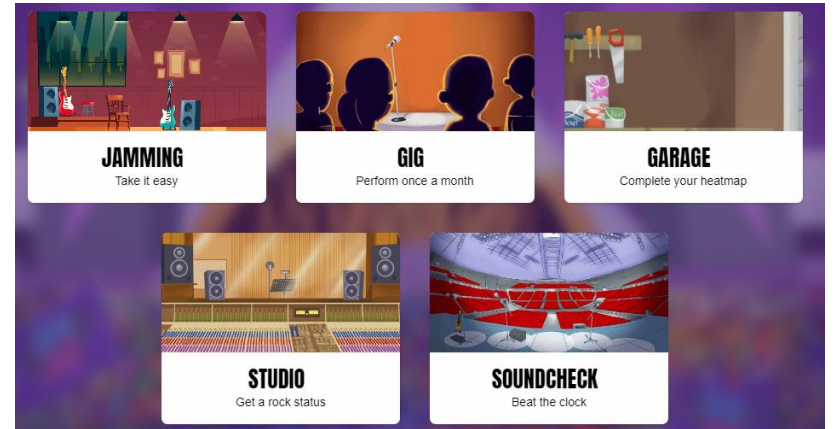 JAMMING
Take it easy
GIG
Perform once a month
GARAGE
Complete your heatmap
STUDIO
Get a rock status
SOUNDCHECK
Beat the clock